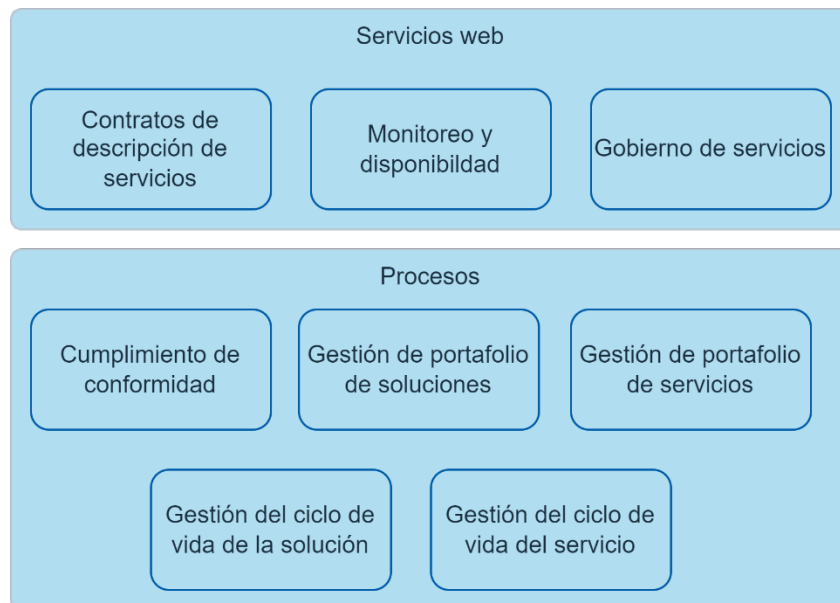 Servicios web
Contratos de
descripción de
servicios
Monitoreo y
disponibildad
Gobierno de servicios
Procesos
Cumplimiento de
conformidad
Gestión de portafolio
de soluciones
Gestión de portafolio
de servicios
Gestión del ciclo de
vida de la solución
Gestión del ciclo de
vida del servicio